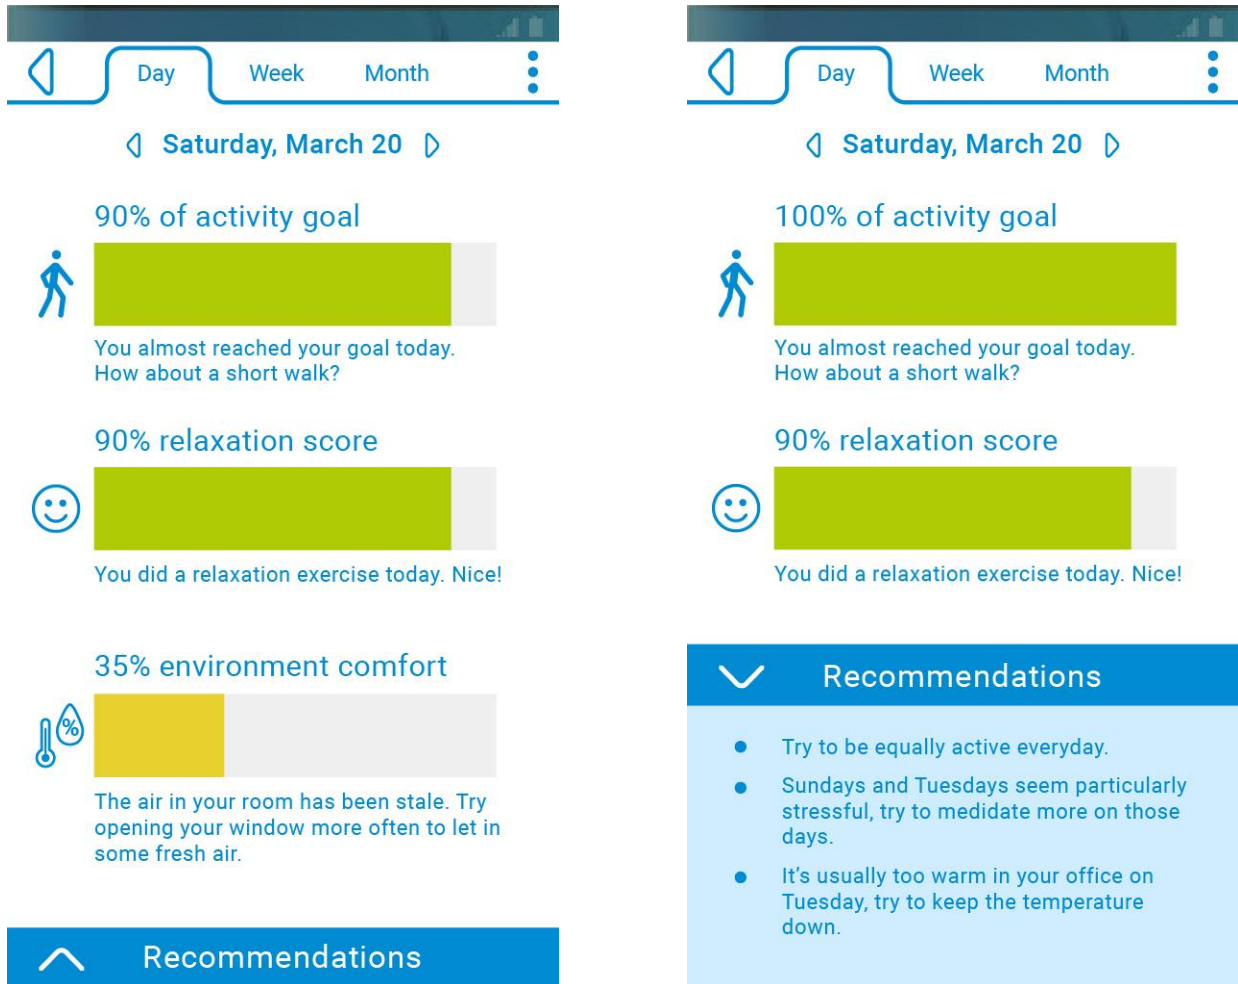 Day Week Month
Saturday, March 20
90% of activity goal
You almost reached your goal today.
How about a short walk?
90% relaxation score
You did a relaxation exercise today. Nice!
35% environment comfort
%
The air in your room has been stale. Try
opening your window more often to let in
some fresh air.
Recommendations
Day Week Month
Saturday, March 20
100% of activity goal
You almost reached your goal today.
How about a short walk?
90% relaxation score
You did a relaxation exercise today. Nice!
Recommendations
Try to be equally active everyday.
Sundays and Tuesdays seem particularly
stressful, try to medidate more on those
days.
It's usually too warm in your office on
Tuesday, try to keep the temperature
down.